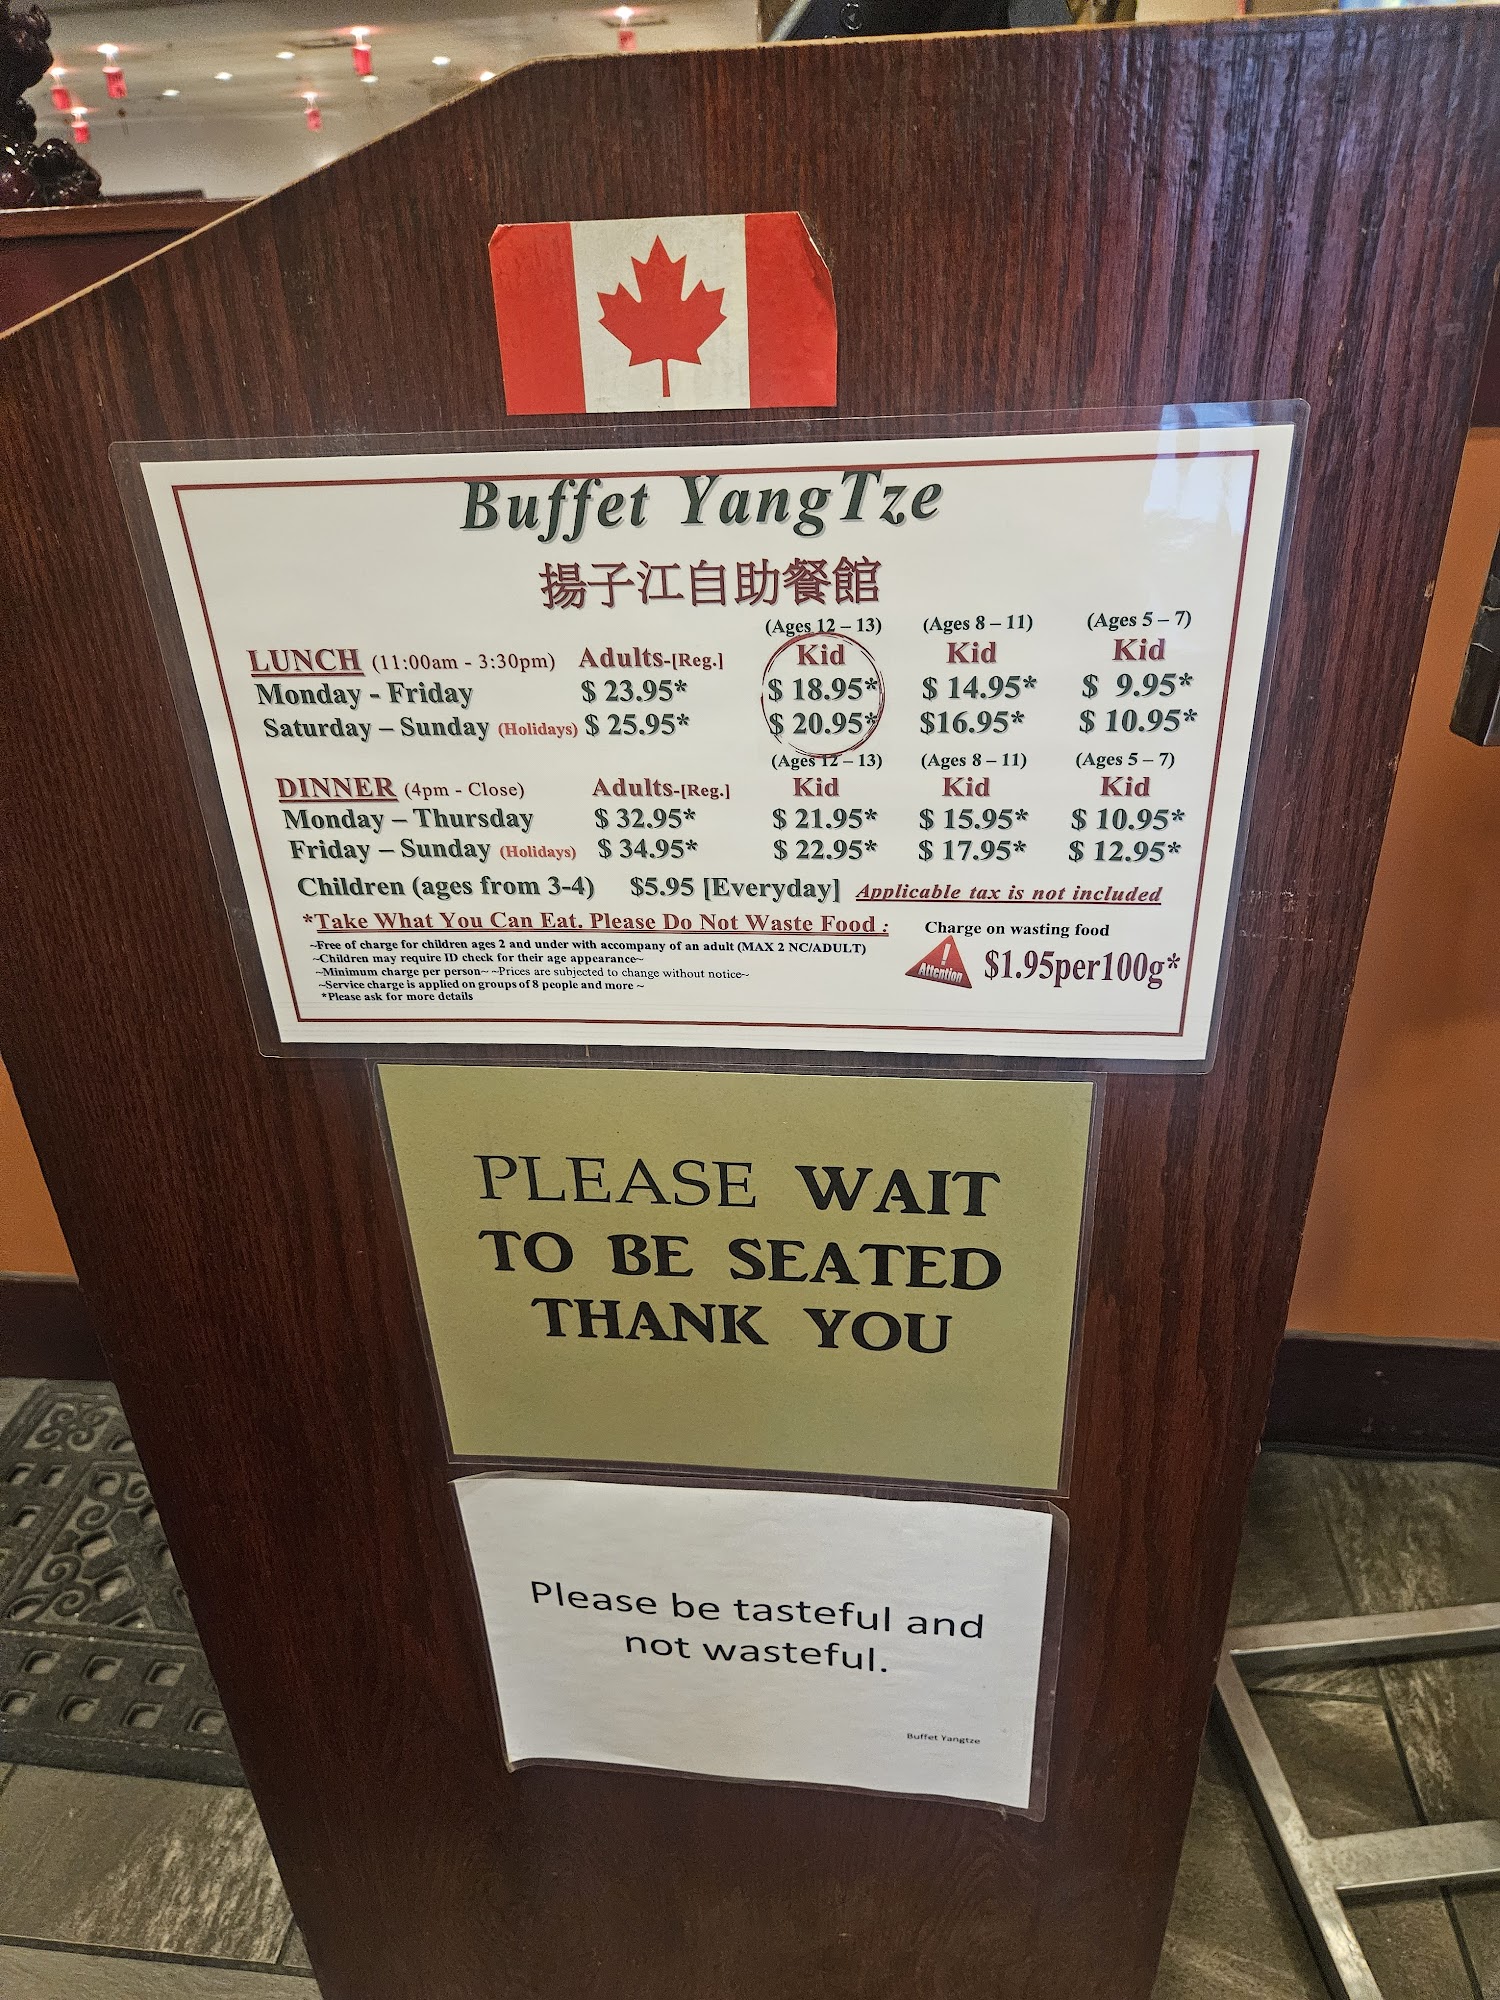 Buffet YangTze
揚子江自助餐館
(Ages 12 – 13) (Ages 8 – 11) (Ages 5 – 7)
LUNCH (11:00am - 3:30pm) Adults-[Reg.] Kid Kid Kid
Monday - Friday $ 23.95* $ 18.95* $ 14.95* $ 9.95*
Saturday – Sunday (Holidays) $ 25.95* $ 20.95* $16.95* $ 10.95*
(Ages 12 – 13) (Ages 8 – 11) (Ages 5 – 7)
DINNER (4pm - Close) Adults-[Reg.] Kid Kid Kid
Monday – Thursday $ 32.95* $ 21.95* $ 15.95* $ 10.95*
Friday – Sunday (Holidays) $ 34.95* $ 22.95* $ 17.95* $ 12.95*
Children (ages from 3-4) $5.95 [Everyday] Applicable tax is not included
*Take What You Can Eat. Please Do Not Waste Food :
~Free of charge for children ages 2 and under with accompany of an adult (MAX 2 NC/ADULT)
~Children may require ID check for their age appearance~
~Minimum charge per person~ ~Prices are subjected to change without notice~
~Service charge is applied on groups of 8 people and more ~
*Please ask for more details
Charge on wasting food
Attention $1.95per100g*
PLEASE WAIT
TO BE SEATED
THANK YOU
Please be tasteful and
not wasteful.
Buffet Yangtze